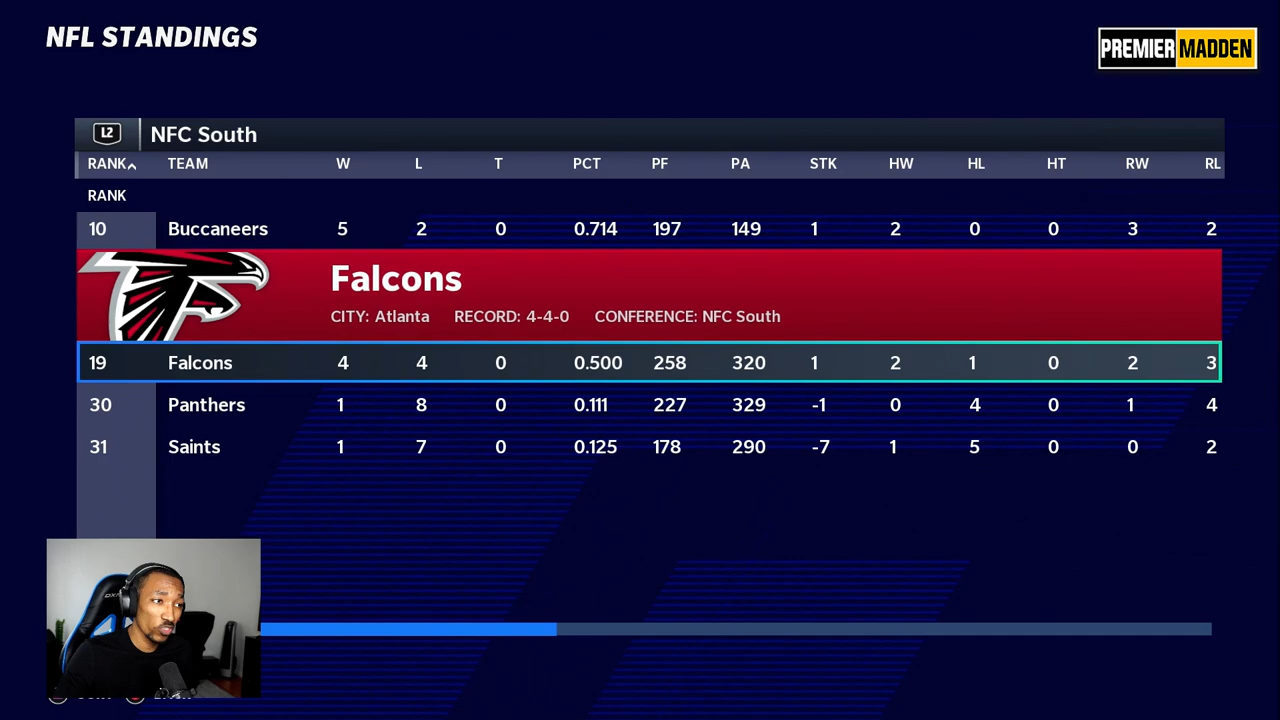 NFL STANDINGS
PREMIER MADDEN
L2 NFC South
RANK TEAM W L T PCT PF PA STK HW HL HT RW RL
RANK
10 Buccaneers 5 2 0 0.714 197 149 1 2 0 0 3 2
Falcons
CITY: Atlanta RECORD: 4-4-0 CONFERENCE: NFC South
19 Falcons 4 4 0 0.500 258 320 1 2 1 0 2 3
30 Panthers 1 8 0 0.111 227 329 -1 0 4 0 1 4
31 Saints 1 7 0 0.125 178 290 -7 1 5 0 0 2